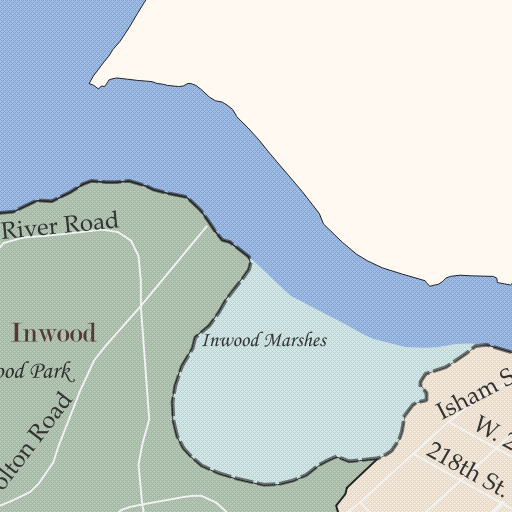 River Road
Inwood
Inwood Marshes
ood Park
olton Road
Isham S
W. 2
218th St.